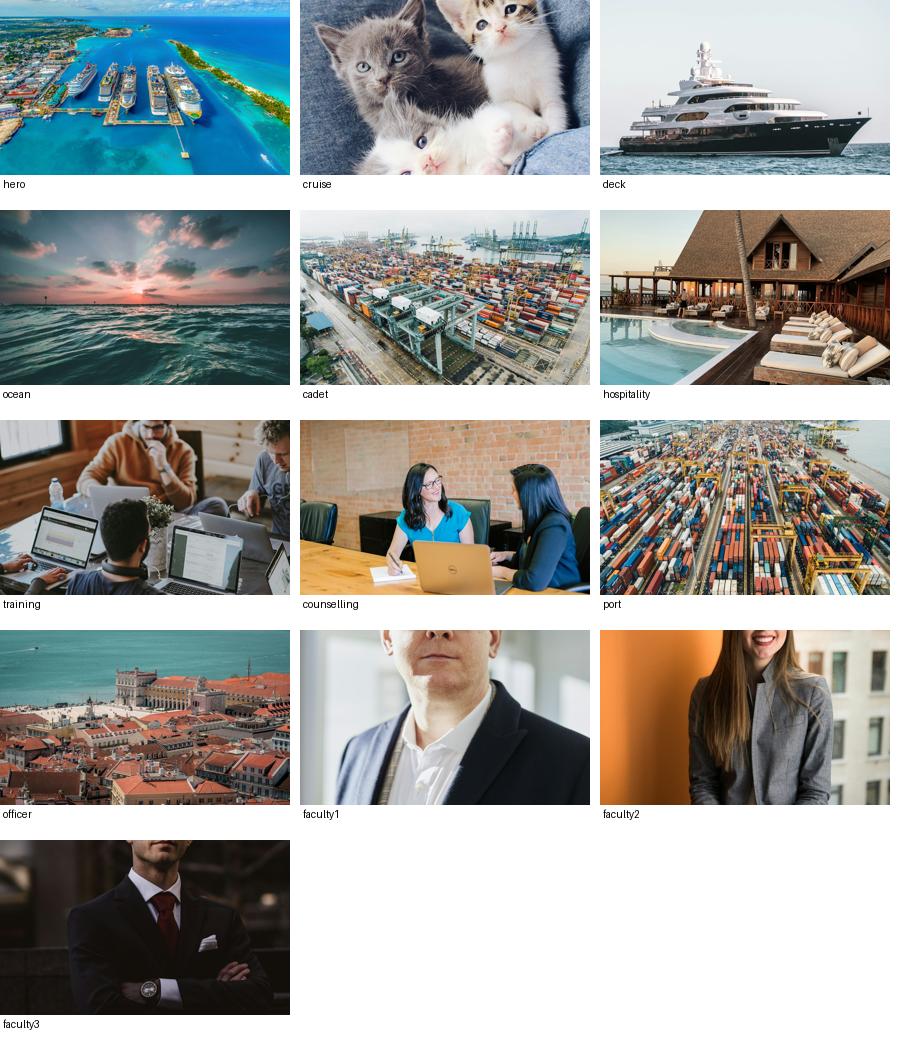 hero
cruise
deck
ocean
cadet
hospitality
training
counselling
port
officer
faculty1
faculty2
faculty3